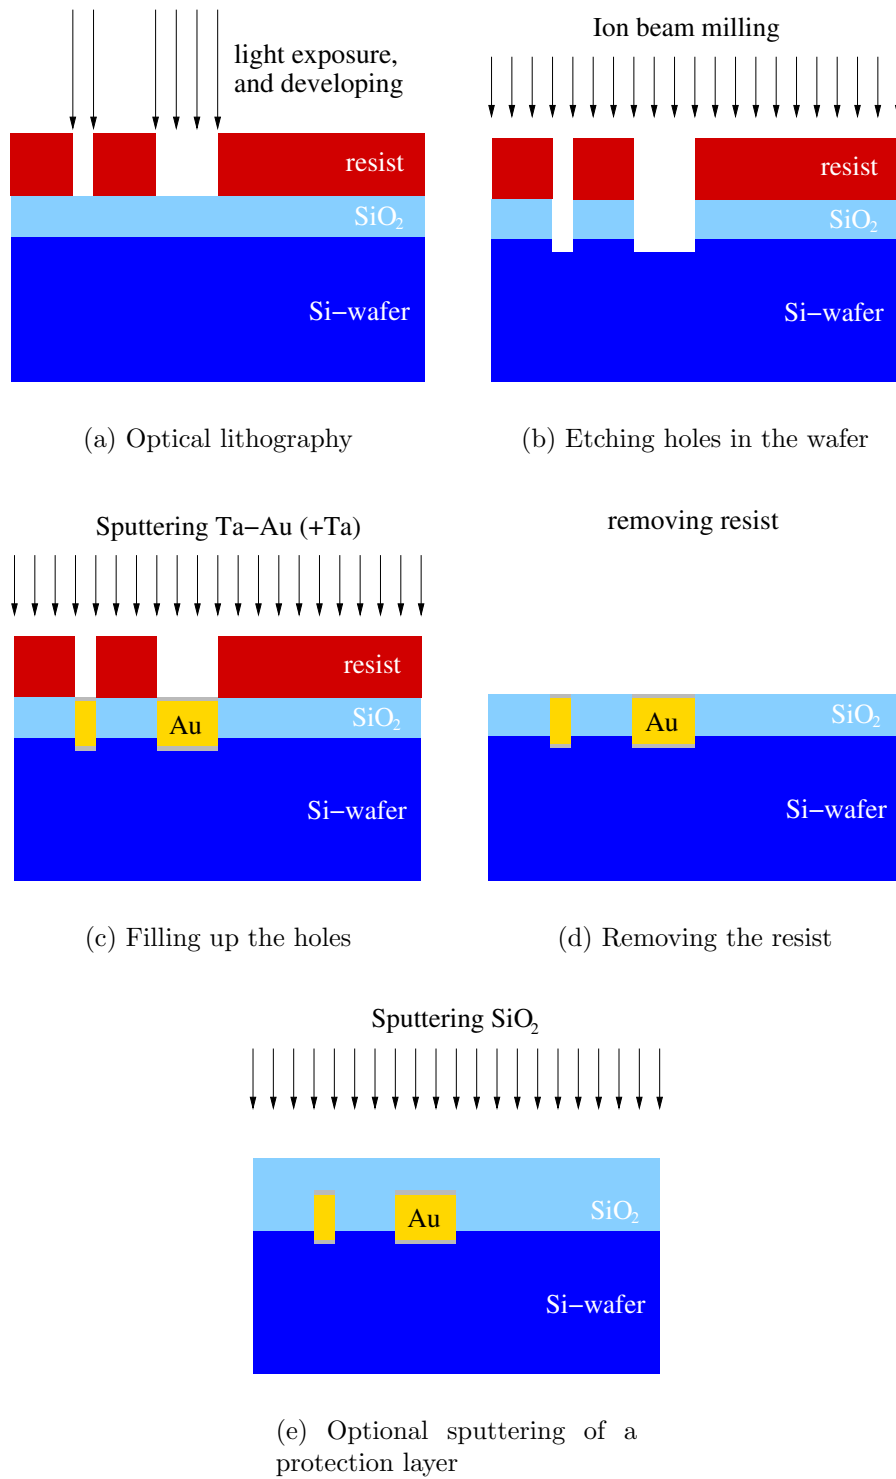 light exposure,
and developing
resist
SiO₂
Si−wafer
(a) Optical lithography
Ion beam milling
resist
SiO₂
Si−wafer
(b) Etching holes in the wafer
Sputtering Ta−Au (+Ta)
resist
Au
SiO₂
Si−wafer
(c) Filling up the holes
removing resist
Au
SiO₂
Si−wafer
(d) Removing the resist
Sputtering SiO₂
Au
SiO₂
Si−wafer
(e) Optional sputtering of a
protection layer